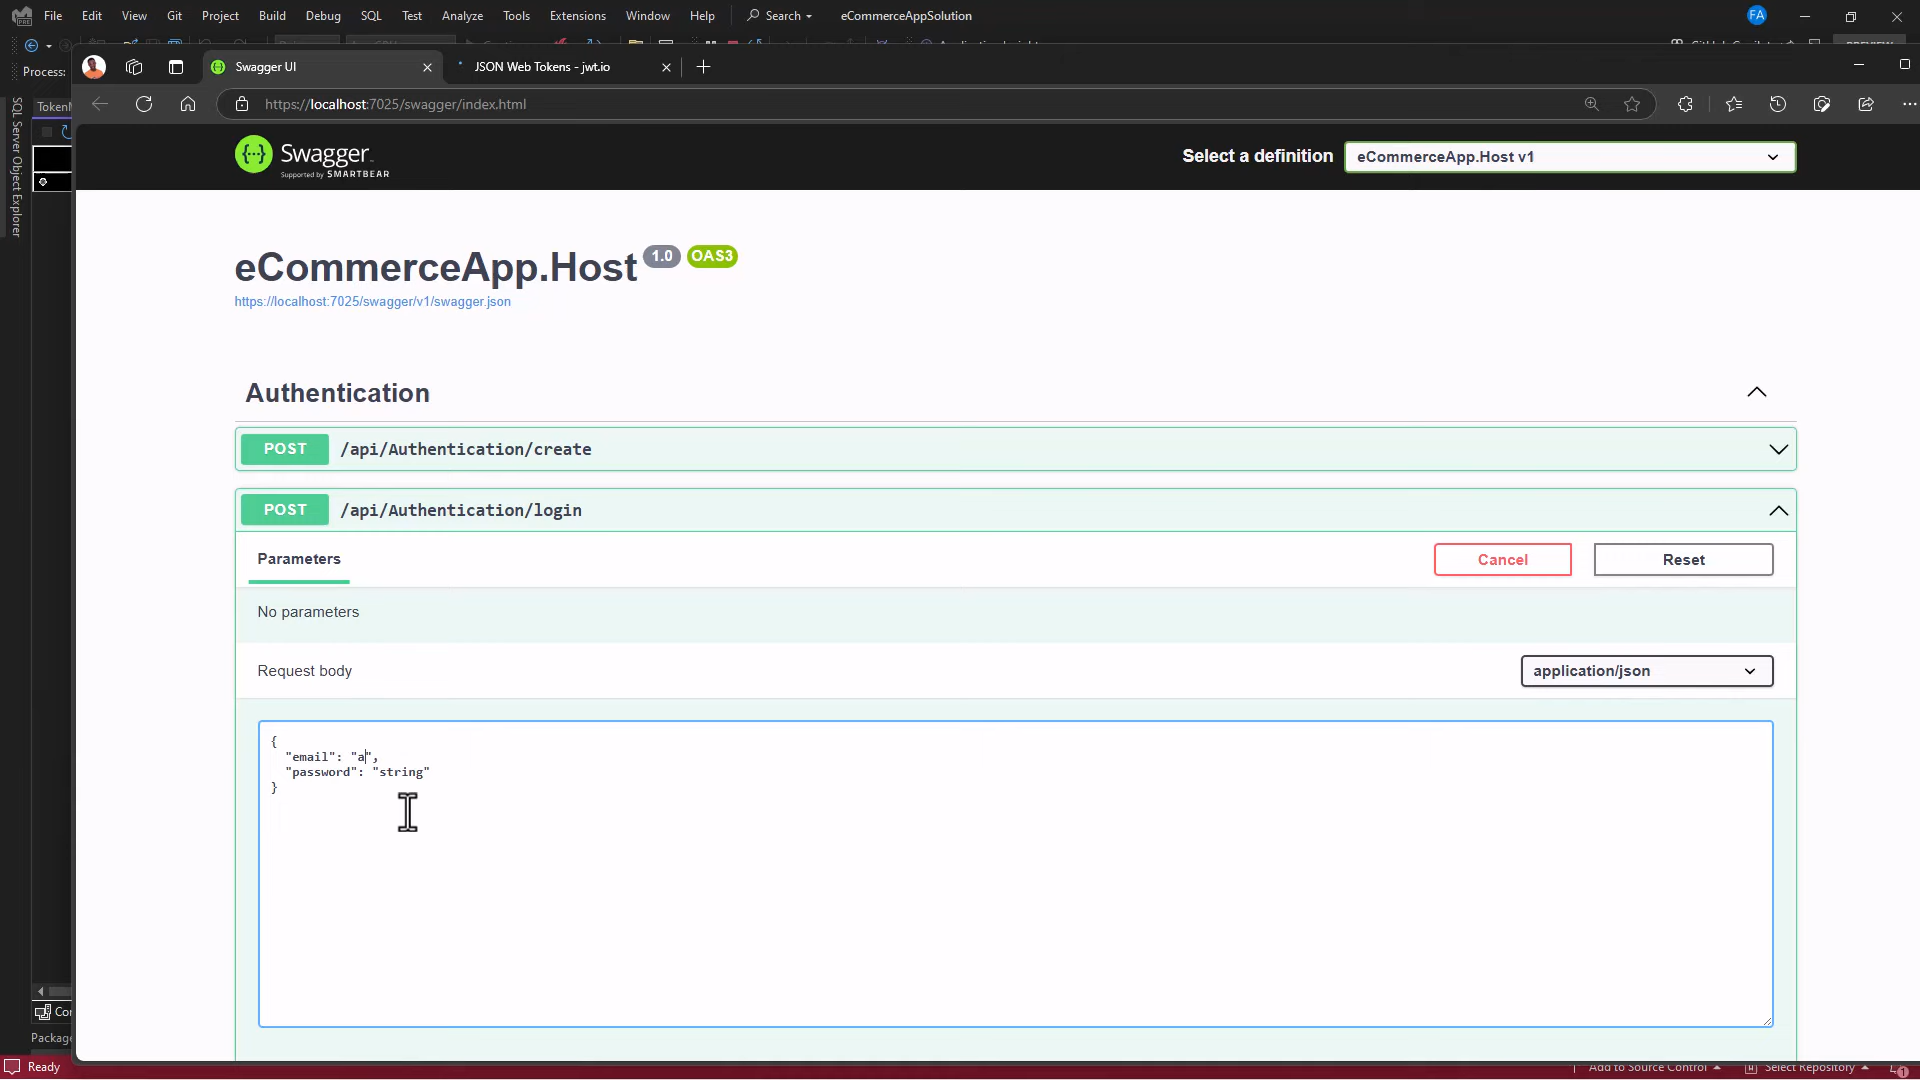 File Edit View Git Project Build Debug SQL Test Analyze Tools Extensions Window Help Search eCommerceAppSolution FA
Process:
Swagger UI
JSON Web Tokens - jwt.io
https://localhost:7025/swagger/index.html
SQL Server Object Explorer
Swagger
Supported by SMARTBEAR
Select a definition
eCommerceApp.Host v1
eCommerceApp.Host 1.0 OAS3
https://localhost:7025/swagger/v1/swagger.json
Authentication
POST /api/Authentication/create
POST /api/Authentication/login
Parameters
Cancel
Reset
No parameters
Request body
application/json
{
"email": "a",
"password": "string"
}
Ready
Add to Source Control
Select Repository